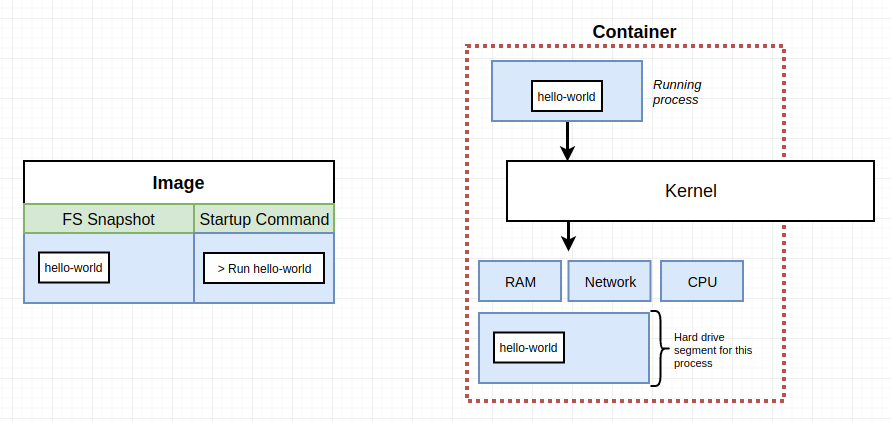 Container
hello-world
Running
process
Image
Kernel
FS Snapshot
Startup Command
hello-world
> Run hello-world
RAM
Network
CPU
hello-world
Hard drive
segment for this
process